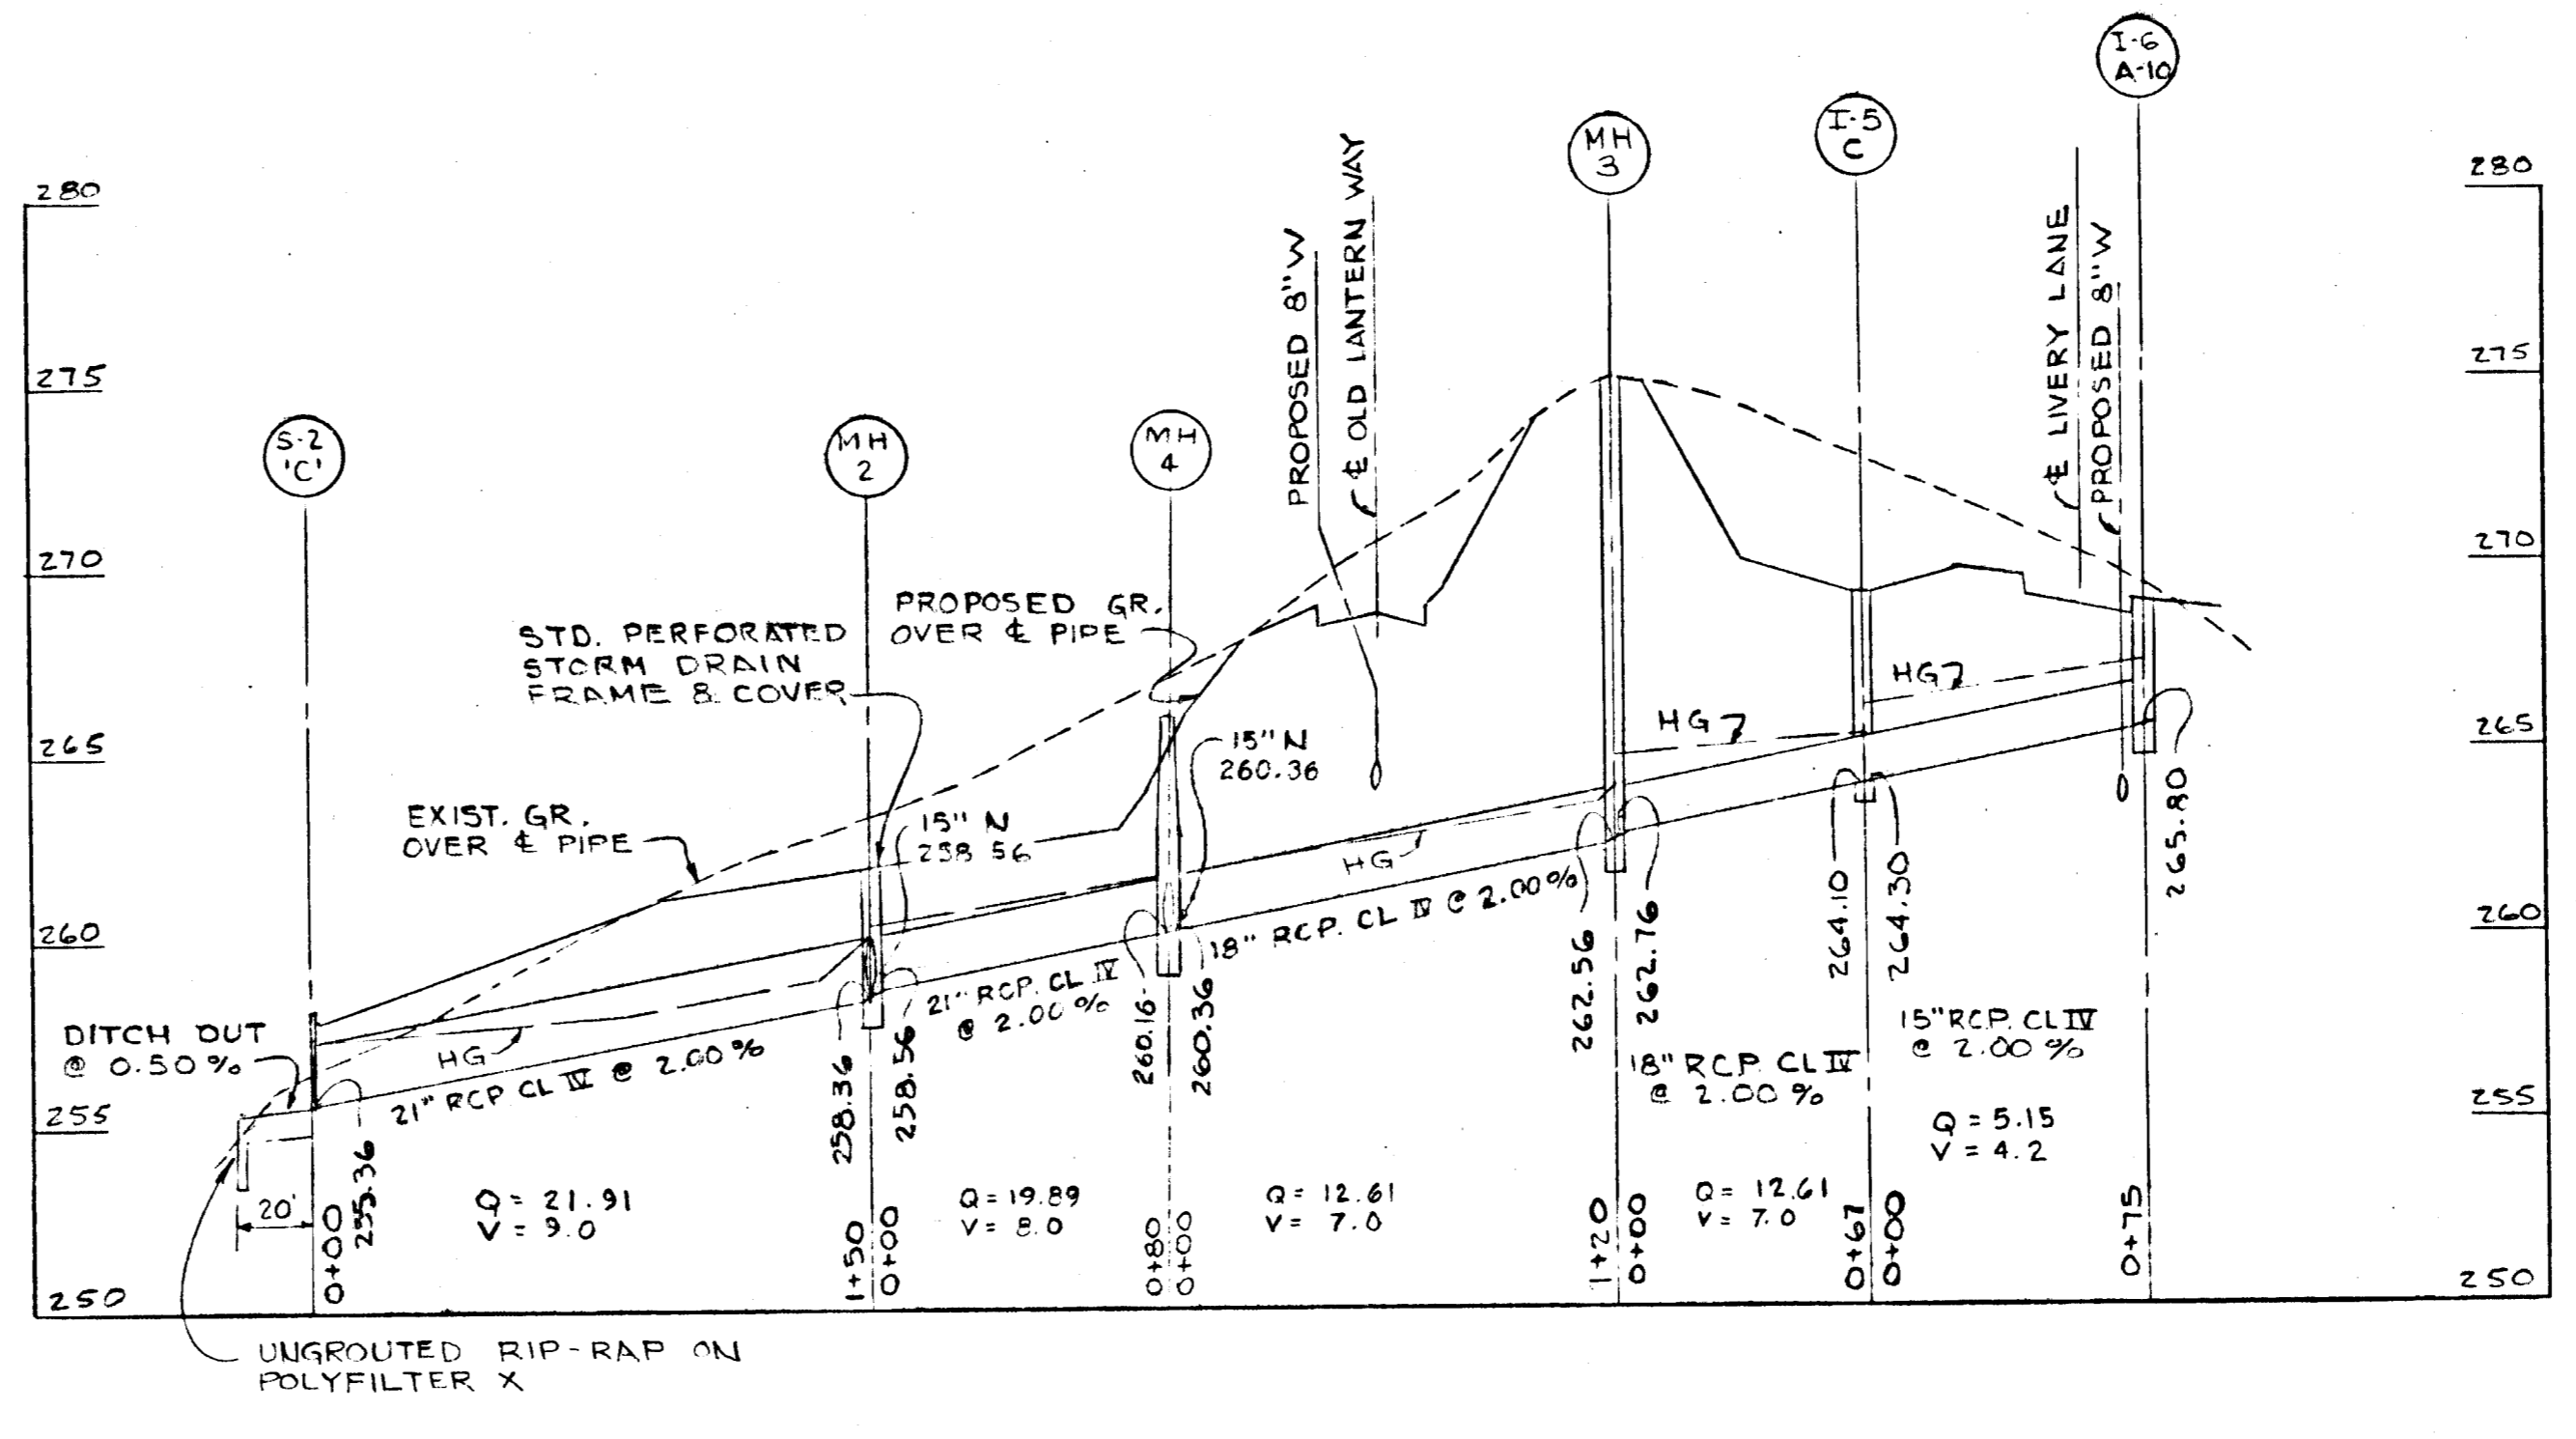 I-6
A-10
I-5
C
MH
3
280
280
275
275
270
270
265
265
260
260
255
255
250
250
S-2
'C'
MH
2
MH
4
PROPOSED 8"W
℄ OLD LANTERN WAY
℄ LIVERY LANE
PROPOSED 8"W
STD. PERFORATED
STORM DRAIN
FRAME & COVER
PROPOSED GR.
OVER ℄ PIPE
EXIST. GR.
OVER ℄ PIPE
15" N
258 56
15" N
260.36
HG
HG
HG
HG
DITCH OUT
@ 0.50%
21" RCP CL IV @ 2.00%
21" RCP. CL IV
@ 2.00%
18" RCP. CL IV @ 2.00%
18" RCP. CL IV
@ 2.00%
15" RCP. CL IV
@ 2.00%
255.36
258.36
258.56
260.16
260.36
262.56
262.76
264.10
264.30
265.80
Q = 21.91
V = 9.0
Q = 19.89
V = 8.0
Q = 12.61
V = 7.0
Q = 12.61
V = 7.0
Q = 5.15
V = 4.2
20'
0+00
1+50
0+00
0+80
0+00
1+20
0+00
0+67
0+00
0+75
UNGROUTED RIP-RAP ON
POLYFILTER X